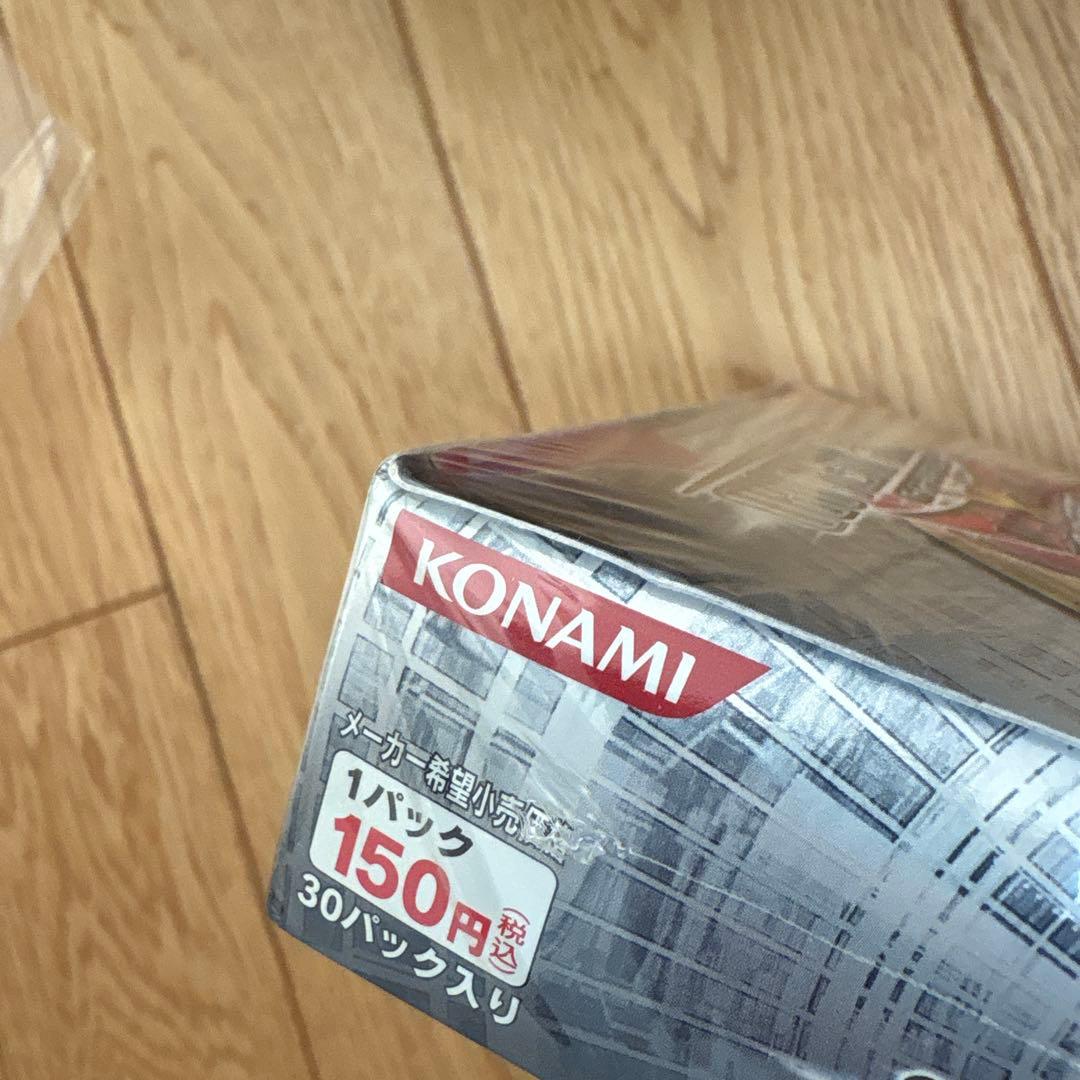 KONAMI
メーカー希望小売価格
1パック
150円(税込)
30パック入り